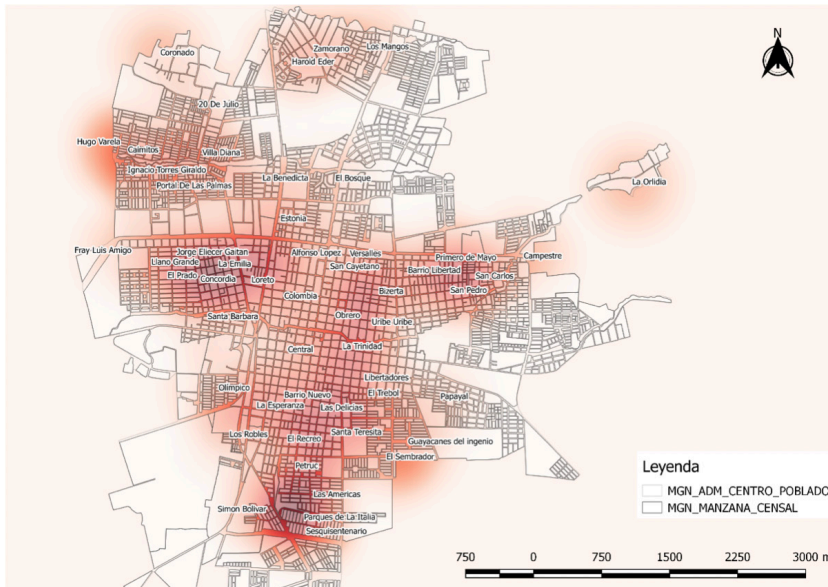 Coronado
Zamorano
Los Mangos
Harold Eder
N
20 De Julio
Hugo Varela
Caimitos
Villa Diana
Ignacio Torres Giraldo
La Benedicta
El Bosque
Portal De Las Palmas
La Orlidia
Estonia
Fray Luis Amigo
Jorge Eliecer Gaitan
Alfonso Lopez
Versalles
Primero de Mayo
Campestre
Llano Grande
La Emilia
San Cayetano
Barrio Libertad
El Prado
Concordia
Loreto
San Carlos
Colombia
Bizerta
San Pedro
Santa Barbara
Obrero
Uribe Uribe
Central
La Trinidad
Libertadores
Olimpico
Barrio Nuevo
El Trebol
Papayal
La Esperanza
Las Delicias
Los Robles
El Recreo
Santa Teresita
Guayacanes del ingenio
El Sembrador
Petruc
Leyenda
MGN_ADM_CENTRO_POBLADO
MGN_MANZANA_CENSAL
Las Americas
Simon Bolivar
Parques de La Italia
Sesquisentenario
750 0 750 1500 2250 3000 m